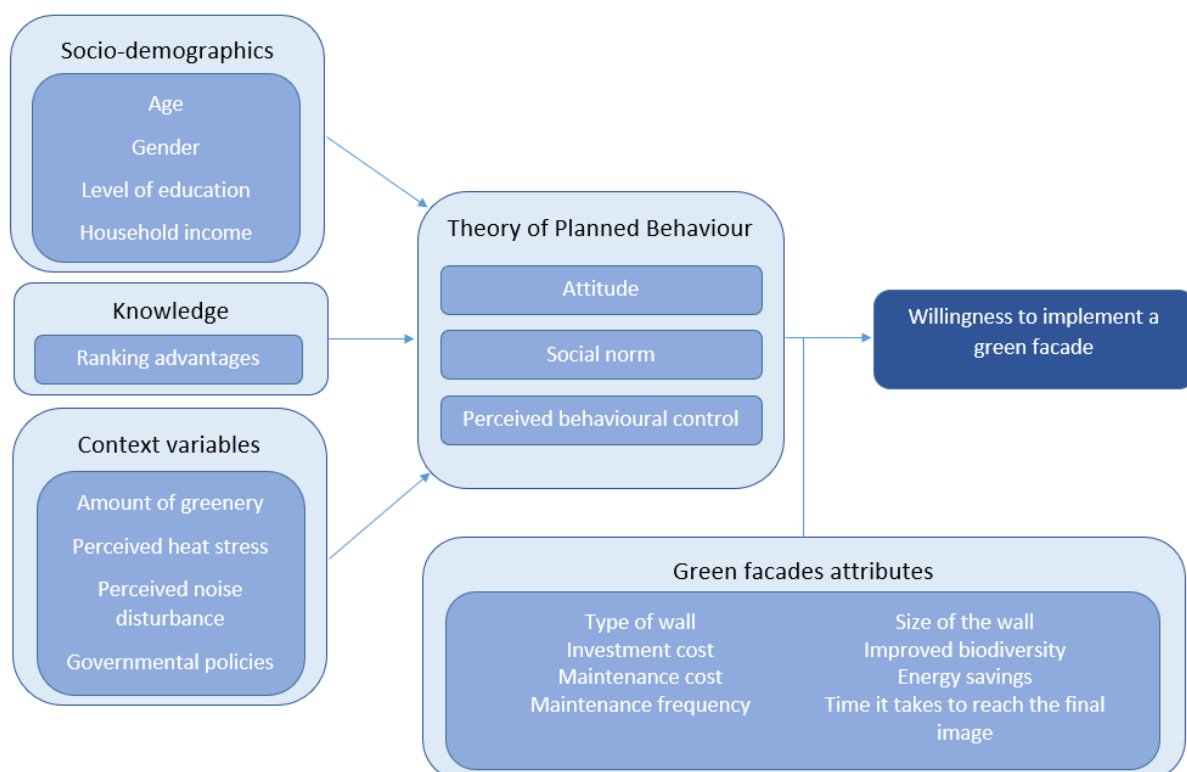 Socio-demographics
Age
Gender
Level of education
Household income
Knowledge
Ranking advantages
Context variables
Amount of greenery
Perceived heat stress
Perceived noise
disturbance
Governmental policies
Theory of Planned Behaviour
Attitude
Social norm
Perceived behavioural control
Willingness to implement a
green facade
Green facades attributes
Type of wall
Investment cost
Maintenance cost
Maintenance frequency
Size of the wall
Improved biodiversity
Energy savings
Time it takes to reach the final
image